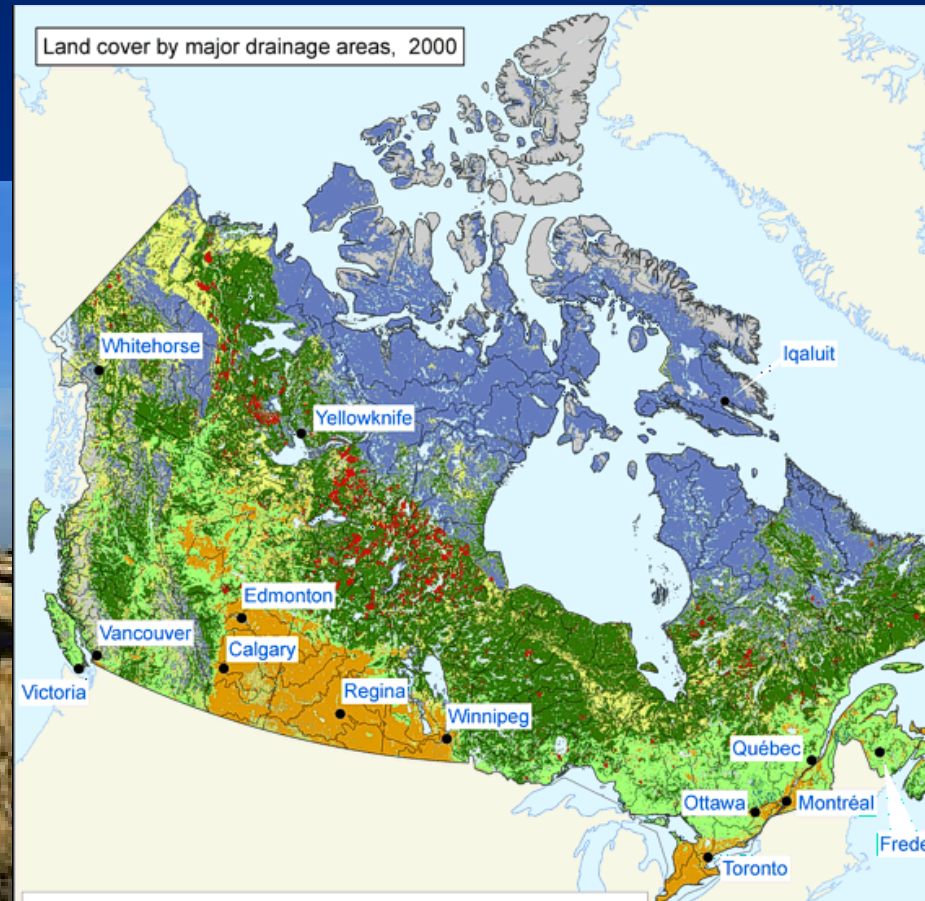 Land cover by major drainage areas, 2000
Whitehorse
Iqaluit
Yellowknife
Edmonton
Vancouver
Calgary
Victoria
Regina
Winnipeg
Québec
Ottawa
Montréal
Frede
Toronto